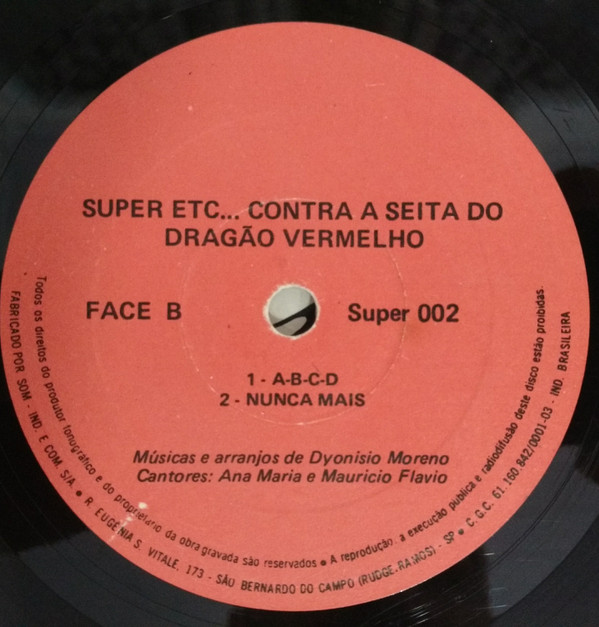 SUPER ETC... CONTRA A SEITA DO
DRAGÃO VERMELHO
FACE B
Super 002
1 - A-B-C-D
2 - NUNCA MAIS
Músicas e arranjos de Dyonisio Moreno
Cantores: Ana Maria e Mauricio Flavio
Todos os direitos do produtor fonográfico e do proprietário da obra gravada são reservados • A reprodução, a execução pública e radiodifusão deste disco estão proibidas.
FABRICADO POR SOM - IND. E COM. S/A. • R. EUGENIA S. VITALE, 173 - SÃO BERNARDO DO CAMPO (RUDGE-RAMOS) - SP • C.G.C. 61.160.842/0001-03 - IND. BRASILEIRA